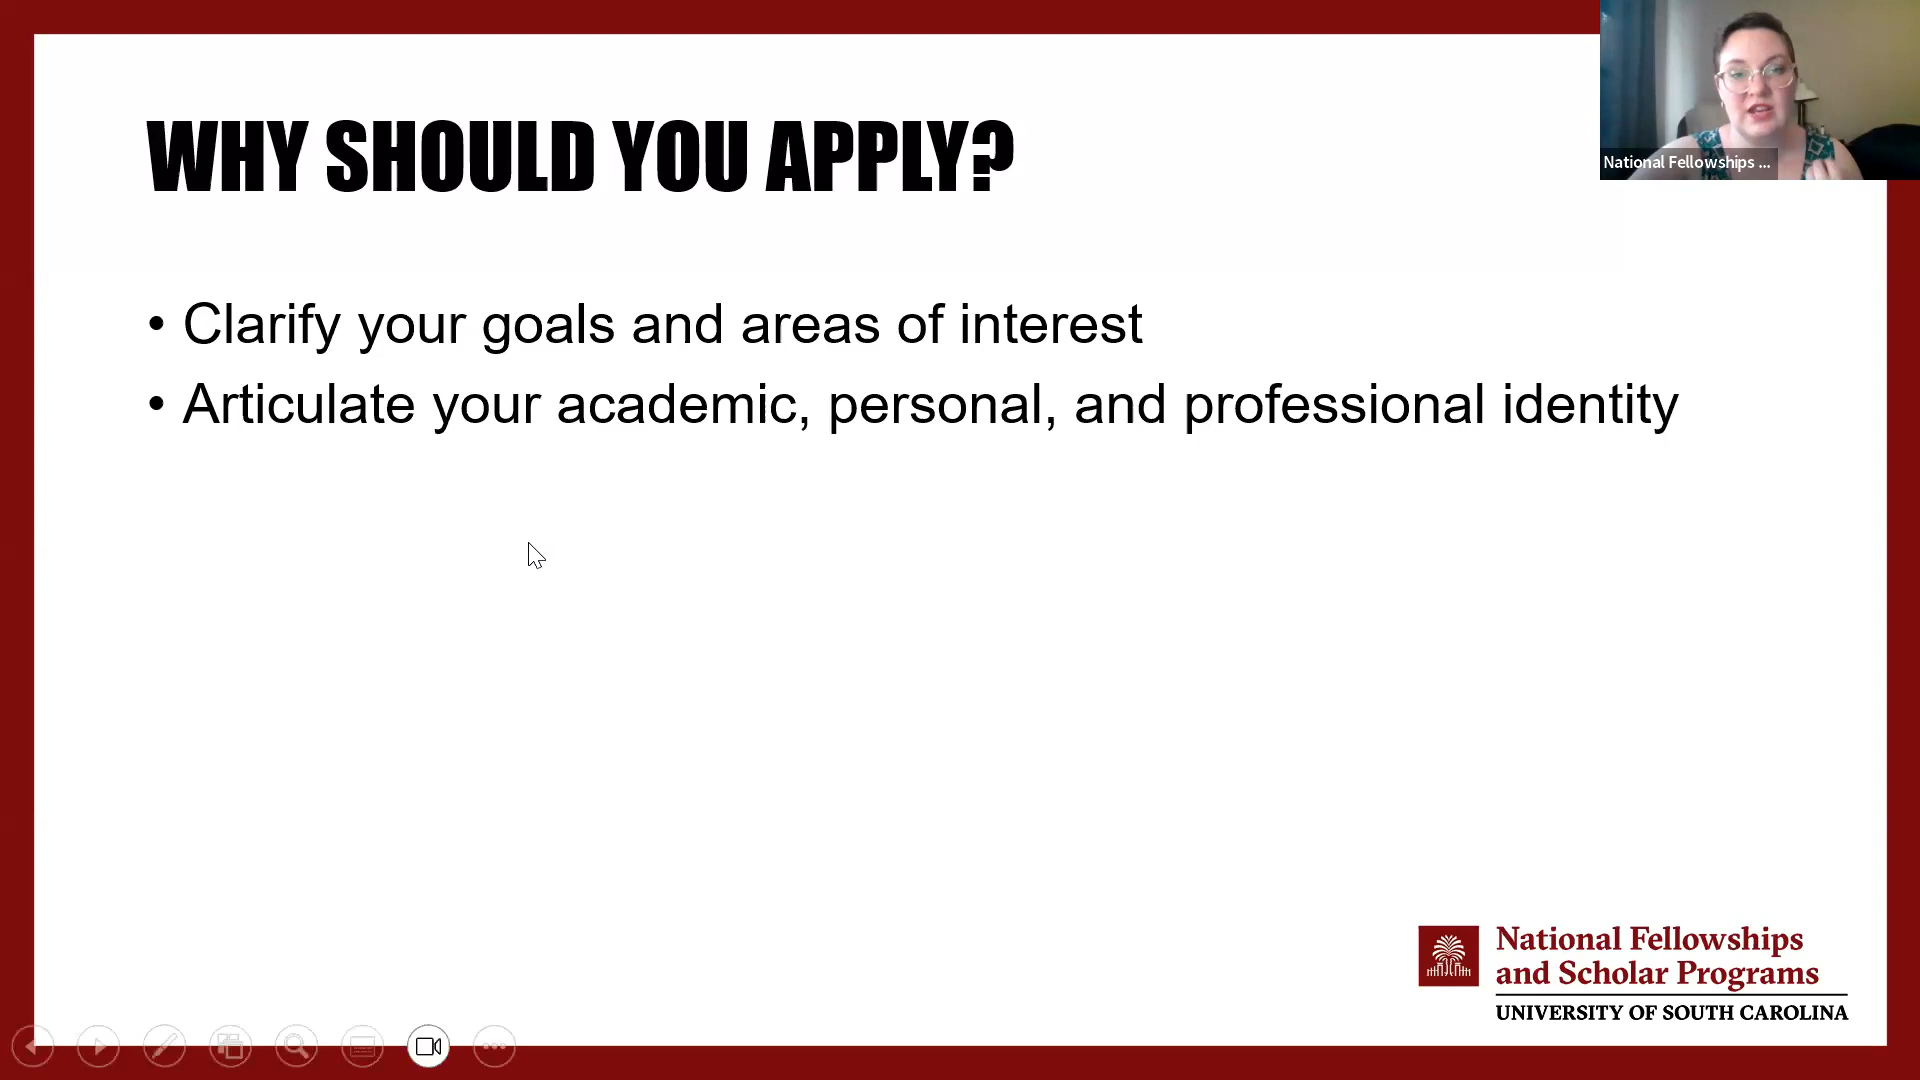 WHY SHOULD YOU APPLY?
National Fellowships ...
• Clarify your goals and areas of interest
• Articulate your academic, personal, and professional identity
National Fellowships
and Scholar Programs
UNIVERSITY OF SOUTH CAROLINA